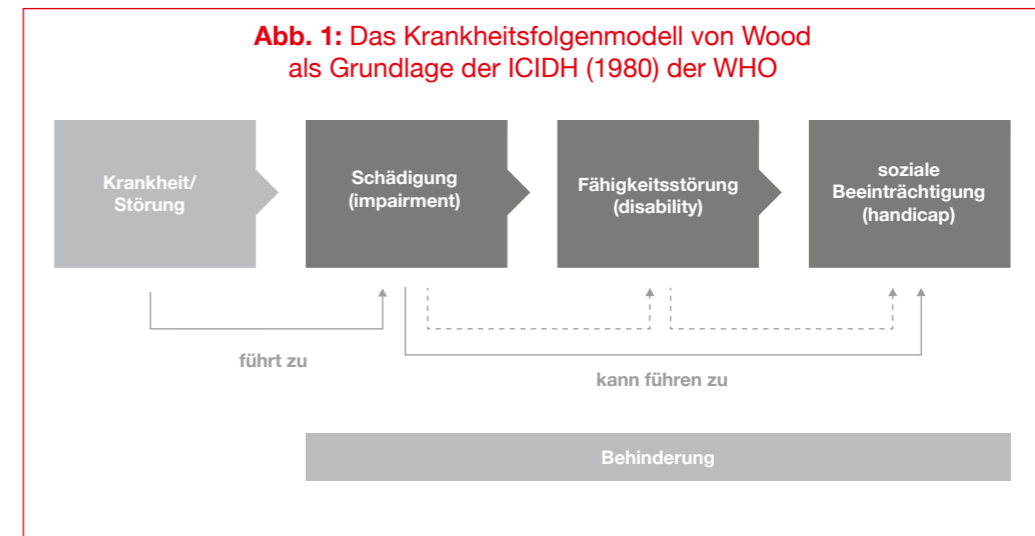 Abb. 1: Das Krankheitsfolgenmodell von Wood
als Grundlage der ICIDH (1980) der WHO
Krankheit/
Störung
Schädigung
(impairment)
Fähigkeitsstörung
(disability)
soziale
Beeinträchtigung
(handicap)
führt zu
kann führen zu
Behinderung